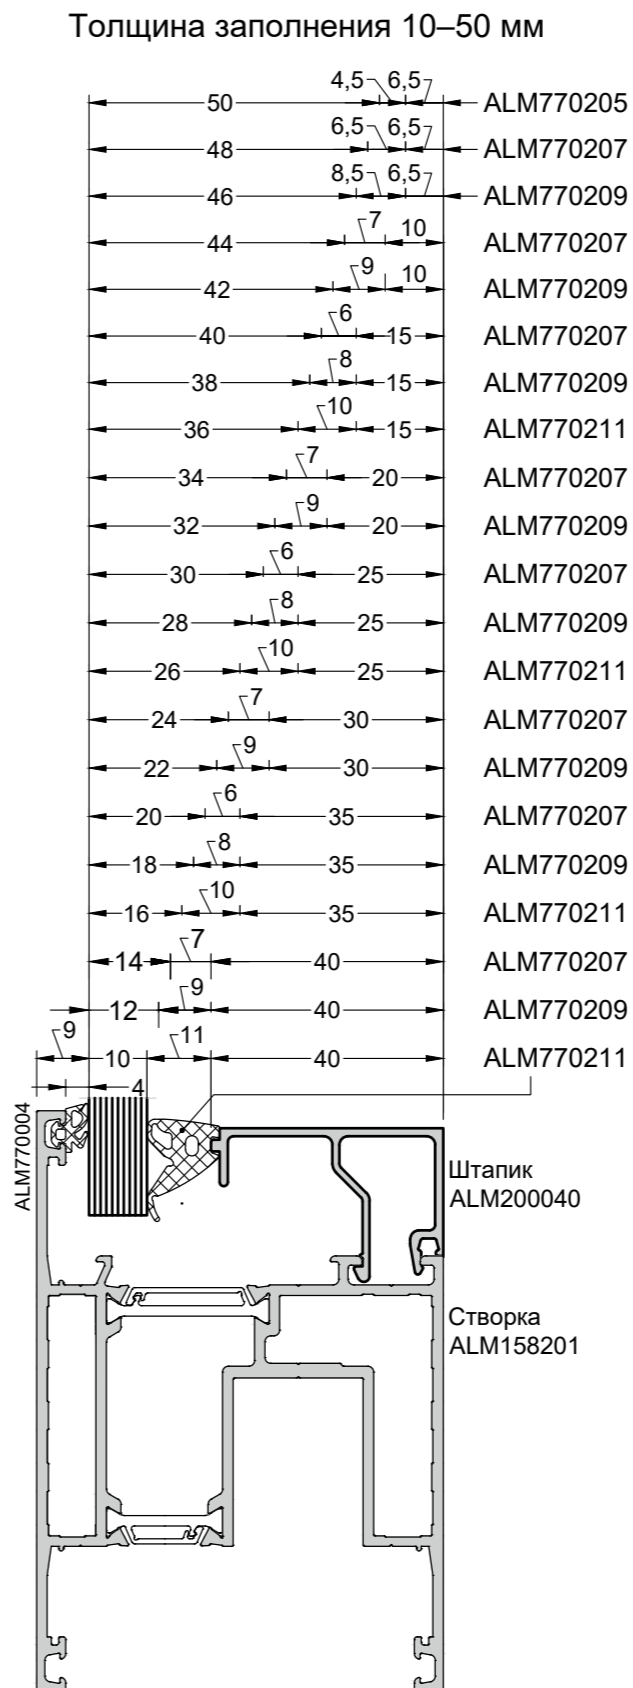 Толщина заполнения 10–50 мм
50 4,5 6,5 ALM770205
48 6,5 6,5 ALM770207
46 8,5 6,5 ALM770209
44 7 10 ALM770207
42 9 10 ALM770209
40 6 15 ALM770207
38 8 15 ALM770209
36 10 15 ALM770211
34 7 20 ALM770207
32 9 20 ALM770209
30 6 25 ALM770207
28 8 25 ALM770209
26 10 25 ALM770211
24 7 30 ALM770207
22 9 30 ALM770209
20 6 35 ALM770207
18 8 35 ALM770209
16 10 35 ALM770211
14 7 40 ALM770207
12 9 40 ALM770209
9 10 11 40 ALM770211
4
ALM770004
Штапик
ALM200040
Створка
ALM158201